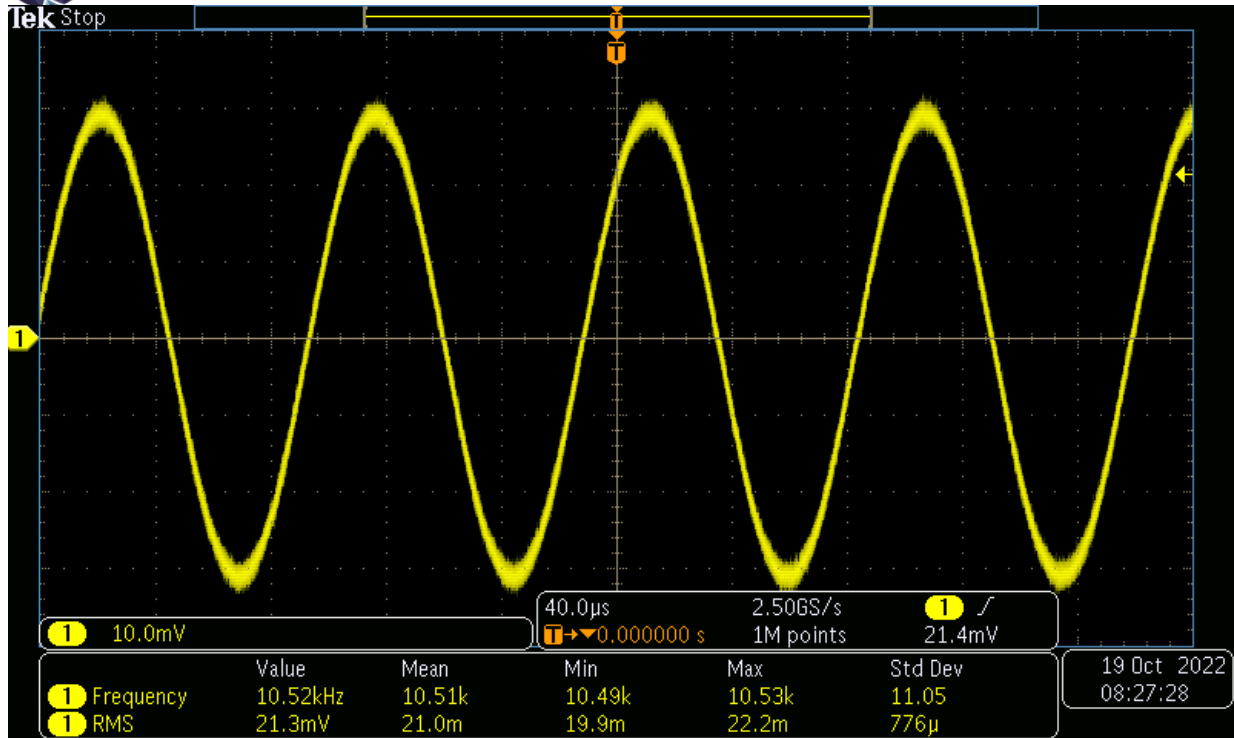 Tek Stop
T
T
1
1 10.0mV
40.0µs 2.50GS/s 1 
T→▼0.000000 s 1M points 21.4mV
Value Mean Min Max Std Dev
1 Frequency 10.52kHz 10.51k 10.49k 10.53k 11.05
1 RMS 21.3mV 21.0m 19.9m 22.2m 776µ
19 Oct 2022
08:27:28